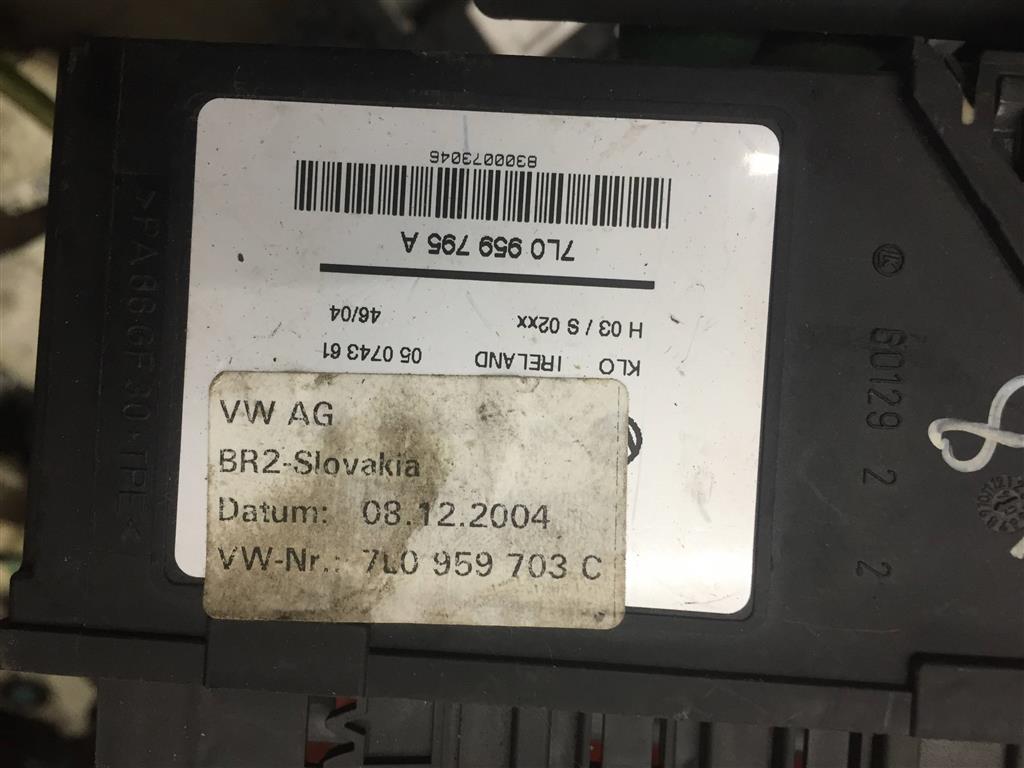 VW AG
BR2-Slovakia
Datum: 08.12.2004
VW-Nr.: 7L0 959 703 C
KLO IRELAND 05 0743 61
H 03 / S 02xx 46/04
7L0 959 795 A
8300073046
>PA66GF30*TPE<
60129 2 2
8